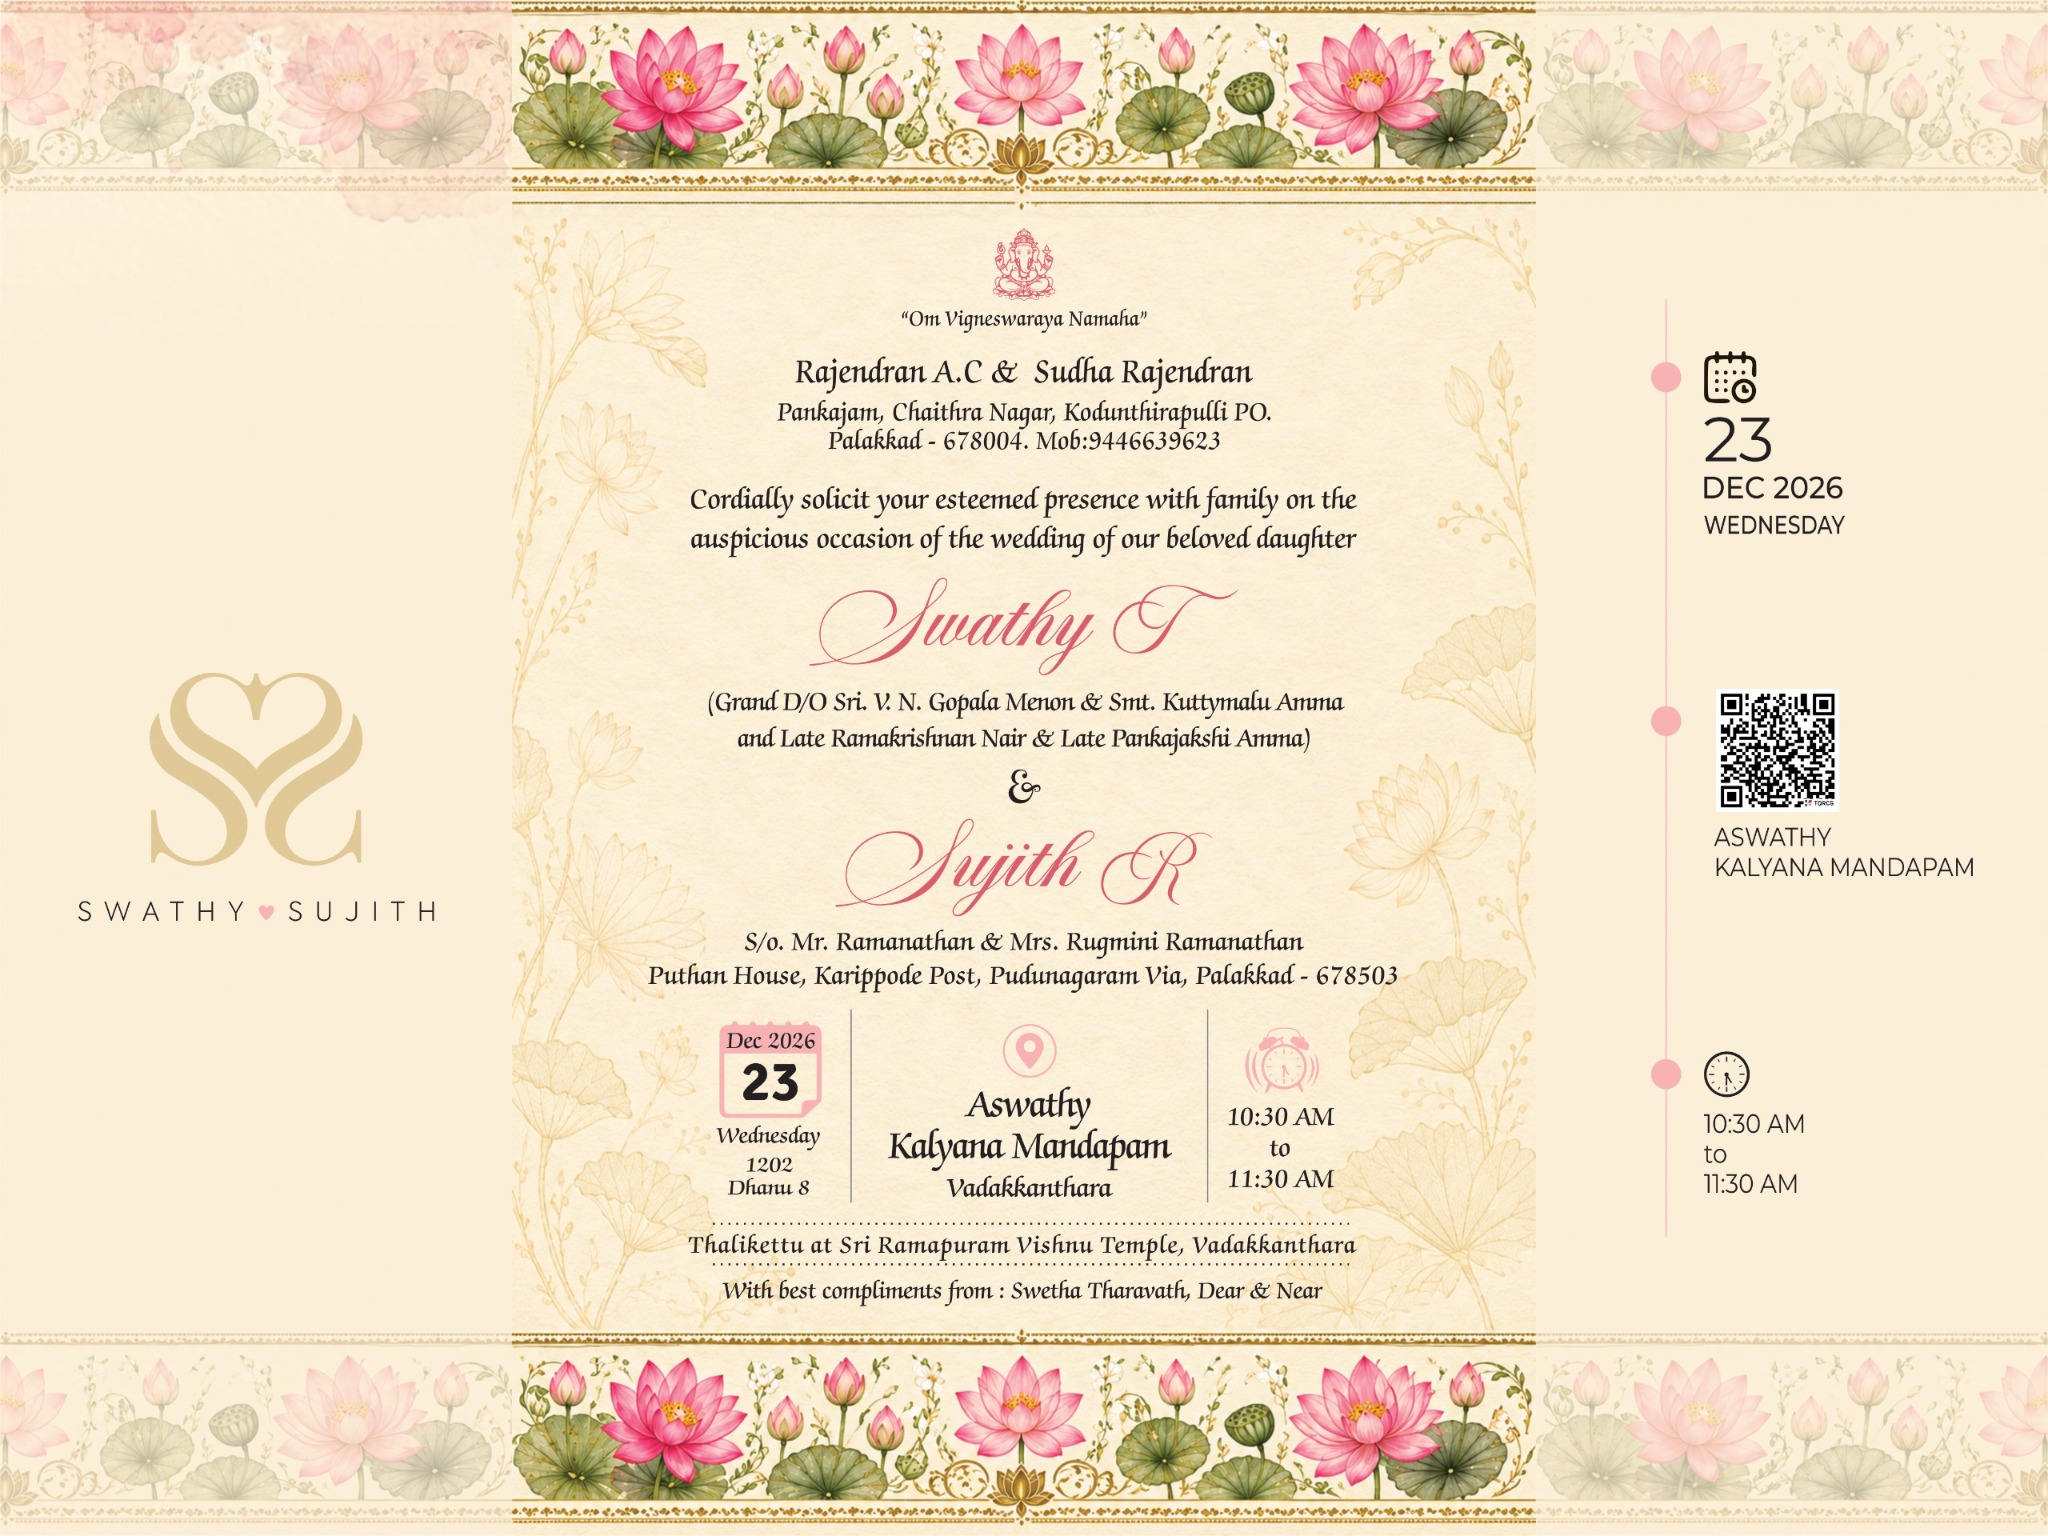 SWATHY SUJITH
"Om Vigneswaraya Namaha"
Rajendran A.C & Sudha Rajendran
Pankajam, Chaithra Nagar, Kodunthirapulli PO.
Palakkad - 678004. Mob:9446639623
Cordially solicit your esteemed presence with family on the
auspicious occasion of the wedding of our beloved daughter
Swathy T
(Grand D/O Sri. V. N. Gopala Menon & Smt. Kuttymalu Amma
and Late Ramakrishnan Nair & Late Pankajakshi Amma)
&
Sujith R
S/o. Mr. Ramanathan & Mrs. Rugmini Ramanathan
Puthan House, Karippode Post, Pudunagaram Via, Palakkad - 678503
Dec 2026
23
Wednesday
1202
Dhanu 8
Aswathy
Kalyana Mandapam
Vadakkanthara
10:30 AM
to
11:30 AM
Thalikettu at Sri Ramapuram Vishnu Temple, Vadakkanthara
With best compliments from : Swetha Tharavath, Dear & Near
23
DEC 2026
WEDNESDAY
TQRCG
ASWATHY
KALYANA MANDAPAM
10:30 AM
to
11:30 AM